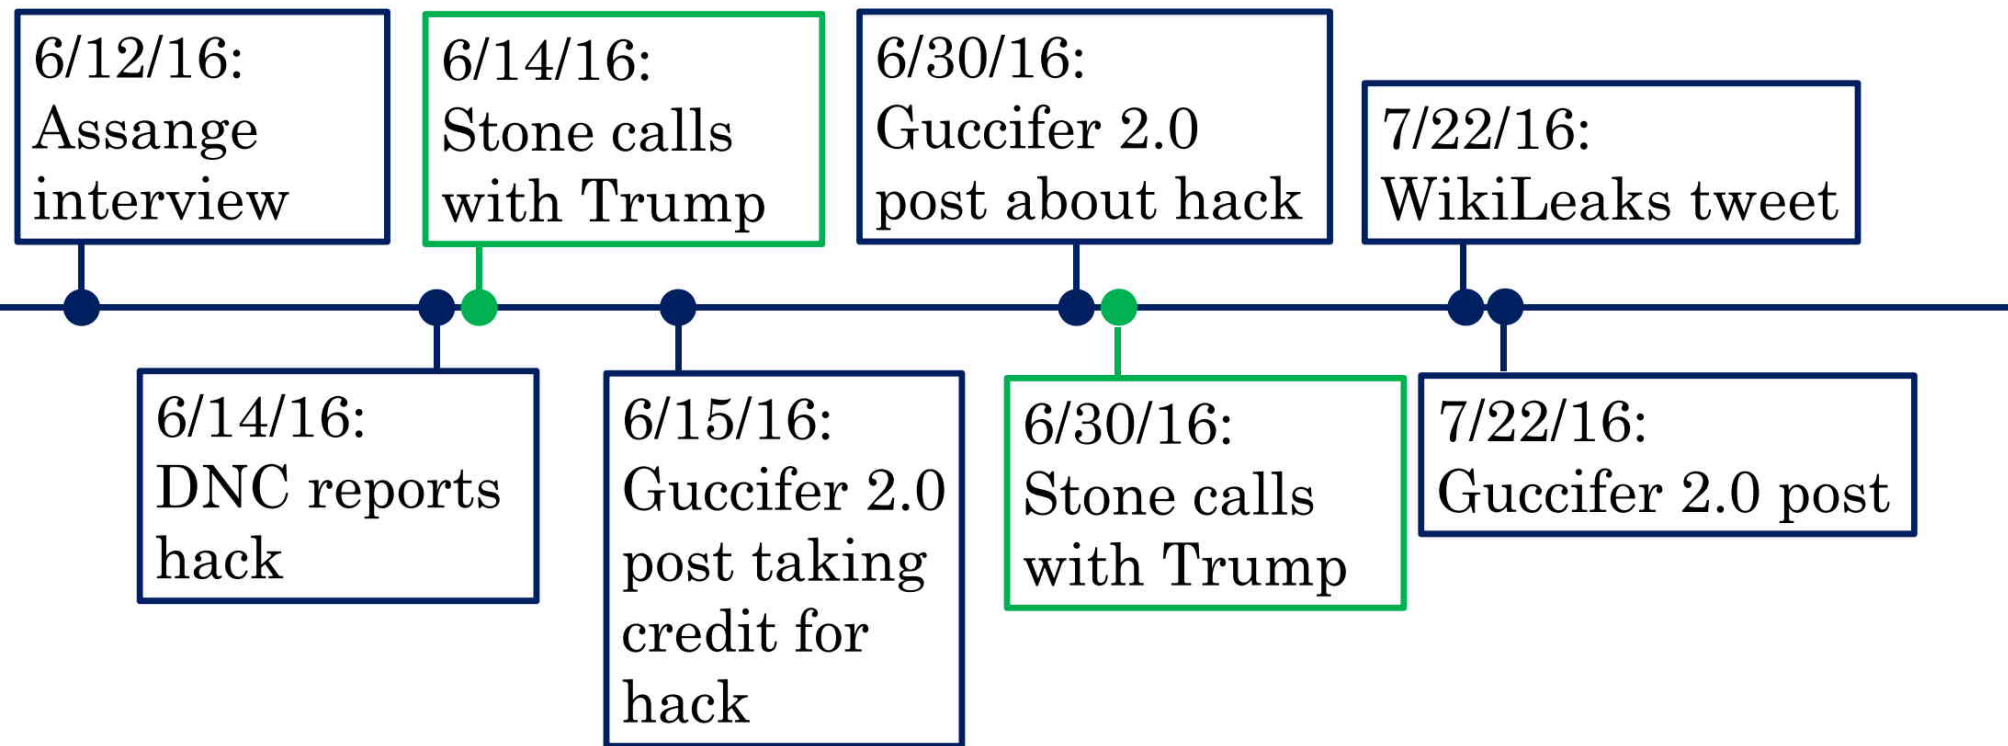 6/12/16:
Assange
interview
6/14/16:
DNC reports
hack
6/14/16:
Stone calls
with Trump
6/15/16:
Guccifer 2.0
post taking
credit for
hack
6/30/16:
Guccifer 2.0
post about hack
6/30/16:
Stone calls
with Trump
7/22/16:
WikiLeaks tweet
7/22/16:
Guccifer 2.0 post